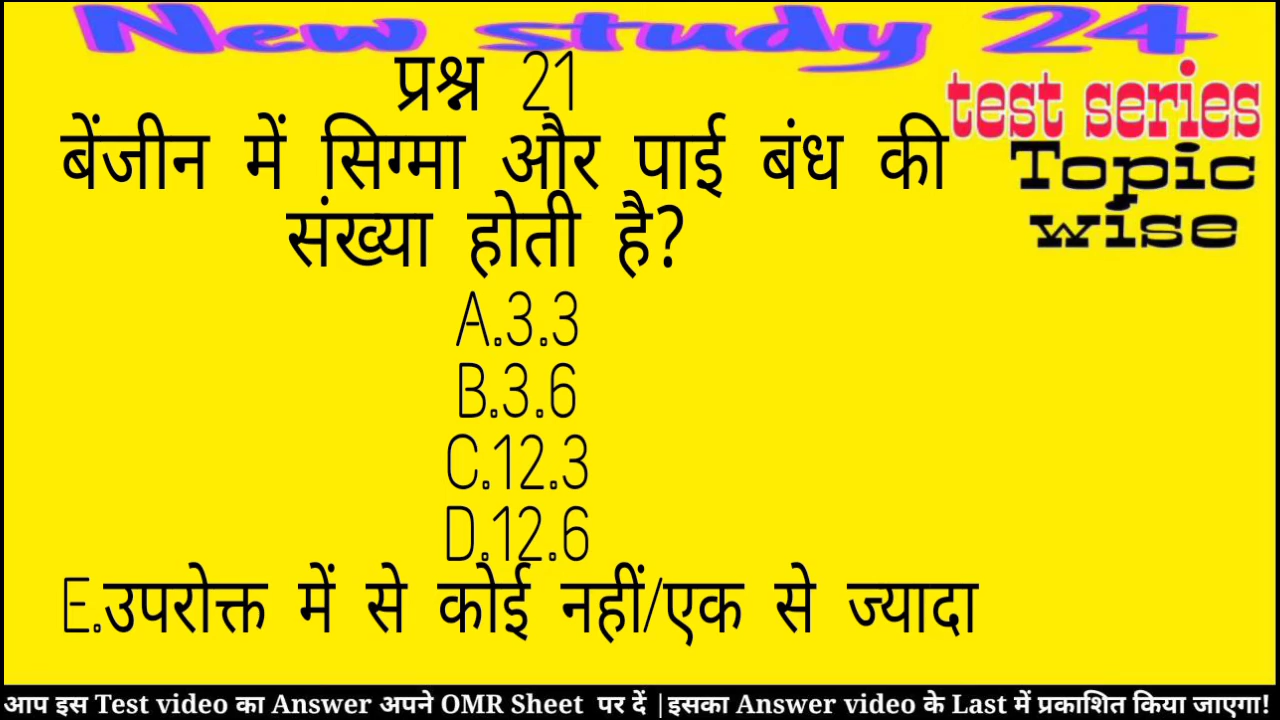 New study 24
प्रश्न 21
test series
बेंजीन में सिग्मा और पाई बंध की
Topic
संख्या होती है?
wise
A.3.3
B.3.6
C.12.3
D.12.6
E.उपरोक्त में से कोई नहीं/एक से ज्यादा
आप इस Test video का Answer अपने OMR Sheet पर दें |इसका Answer video के Last में प्रकाशित किया जाएगा!